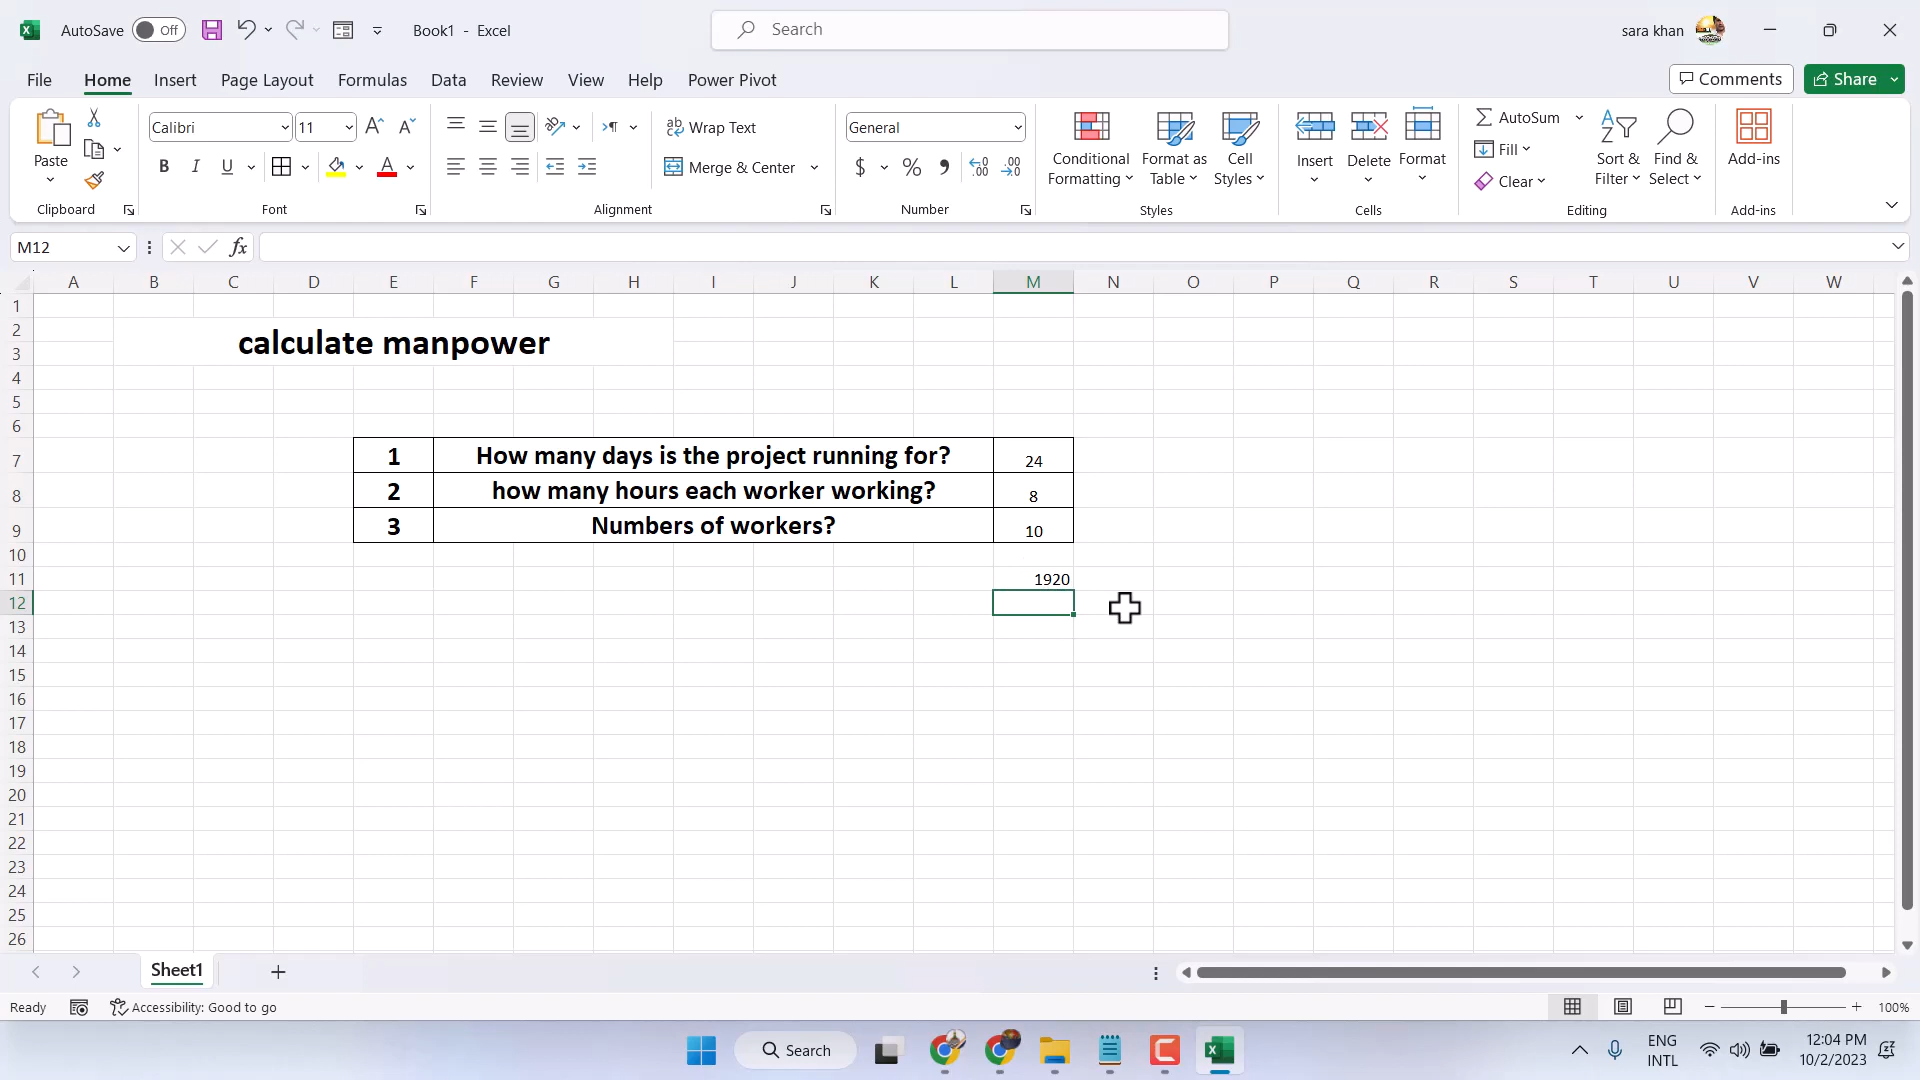 AutoSave Off Book1 - Excel Search sara khan
File Home Insert Page Layout Formulas Data Review View Help Power Pivot Comments Share
Paste
Clipboard
Calibri 11
B I U A
Font
Wrap Text
Merge & Center
Alignment
General
$ % 9
Number
Conditional Formatting
Format as Table
Cell Styles
Styles
Insert Delete Format
Cells
AutoSum
Fill
Clear
Sort & Filter
Find & Select
Editing
Add-ins
Add-ins
M12 fx
A B C D E F G H I J K L M N O P Q R S T U V W
1
2
3
calculate manpower
4
5
6
7 1 How many days is the project running for? 24
8 2 how many hours each worker working? 8
9 3 Numbers of workers? 10
10
11 1920
12
13
14
15
16
17
18
19
20
21
22
23
24
25
26
Sheet1
Ready Accessibility: Good to go 100%
Search ENG INTL 12:04 PM 10/2/2023